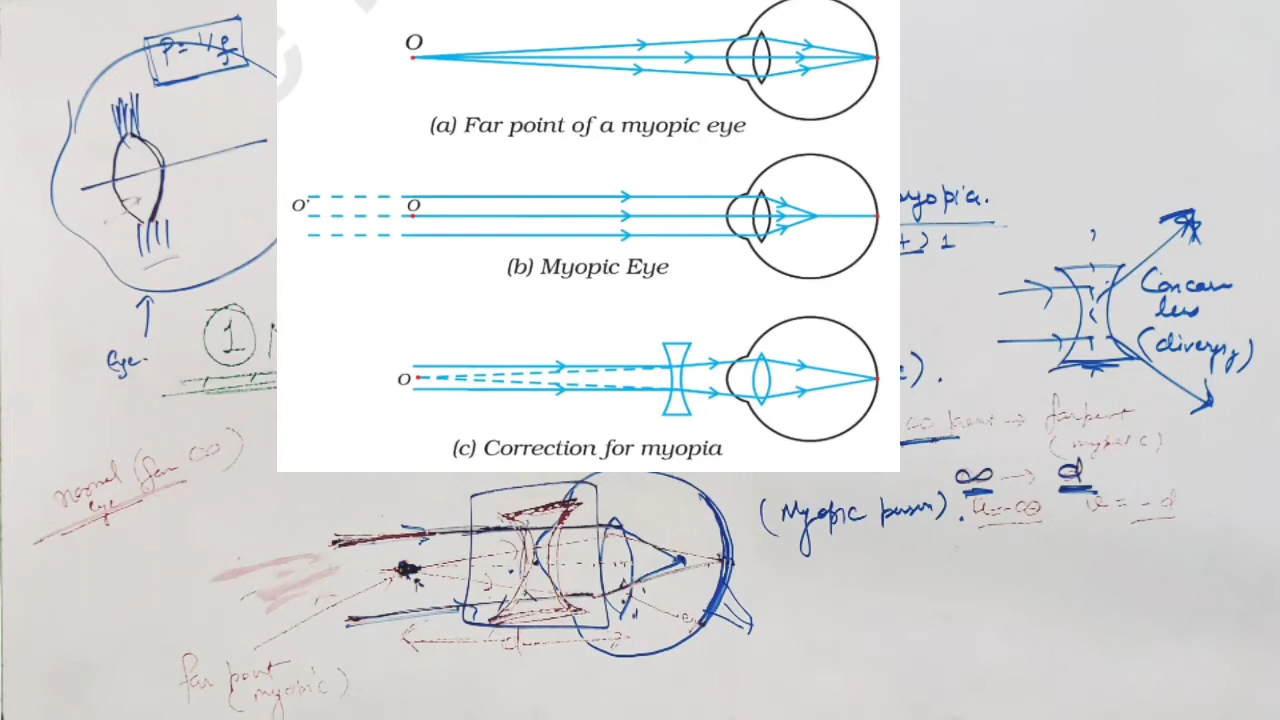 P = 1/f
O
(a) Far point of a myopic eye
O'
O
(b) Myopic Eye
O
(c) Correction for myopia
Eye.
1
myopia.
Concave
lens
(diverging)
Normal (far ∞)
eye
∞ point → far point
(myopic)
∞ → d
(Myopic person).
u = -∞ v = -d
d
far point
(myopic)